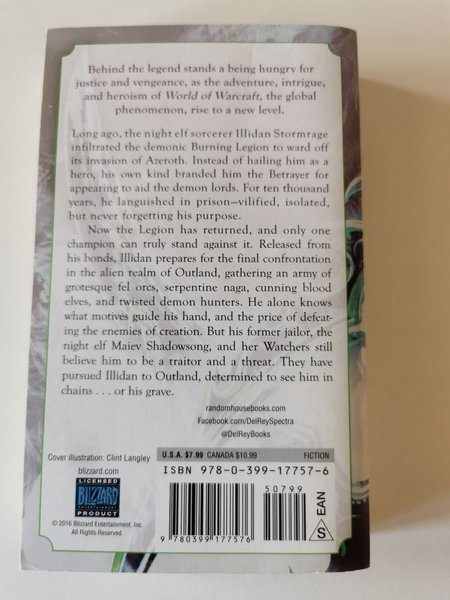 Behind the legend stands a being hungry for
justice and vengeance, as the adventure, intrigue,
and heroism of World of Warcraft, the global
phenomenon, rise to a new level.
Long ago, the night elf sorcerer Illidan Stormrage
infiltrated the demonic Burning Legion to ward off
its invasion of Azeroth. Instead of hailing him as a
hero, his own kind branded him the Betrayer for
appearing to aid the demon lords. For ten thousand
years, he languished in prison—vilified, isolated,
but never forgetting his purpose.
Now the Legion has returned, and only one
champion can truly stand against it. Released from
his bonds, Illidan prepares for the final confrontation
in the alien realm of Outland, gathering an army of
grotesque fel orcs, serpentine naga, cunning blood
elves, and twisted demon hunters. He alone knows
what motives guide his hand, and the price of defeat-
ing the enemies of creation. But his former jailor, the
night elf Maiev Shadowsong, and her Watchers still
believe him to be a traitor and a threat. They have
pursued Illidan to Outland, determined to see him in
chains . . . or his grave.
randomhousebooks.com
Facebook.com/DelReySpectra
@DelReyBooks
Cover illustration: Clint Langley
blizzard.com
LICENSED
BLIZZARD
ENTERTAINMENT
PRODUCT
© 2016 Blizzard Entertainment, Inc.
All Rights Reserved.
U.S.A. $7.99 CANADA $10.99 FICTION
ISBN 978-0-399-17757-6
50799
9 780399 177576
S EAN